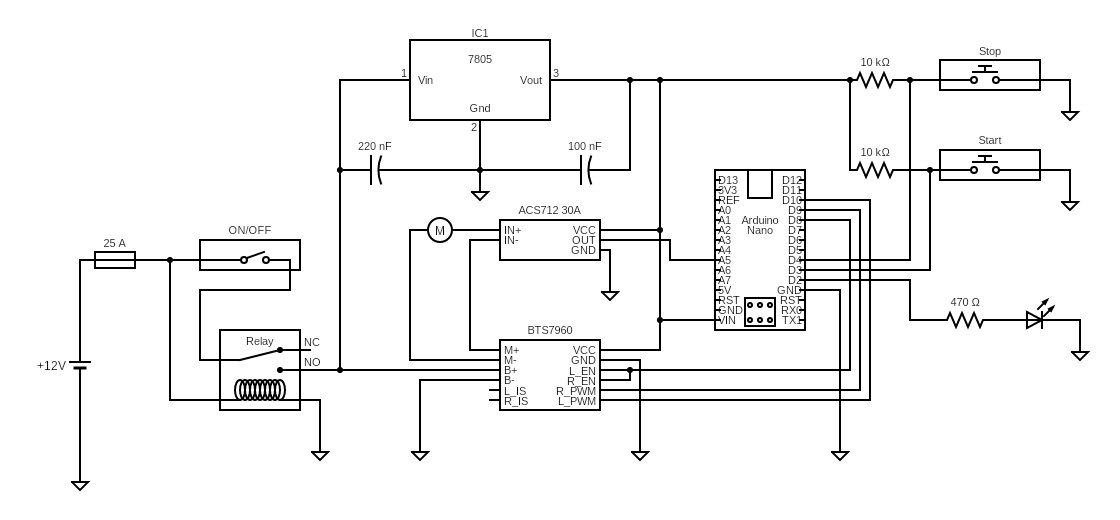 IC1
7805
1
Vin
Vout
3
Gnd
2
220 nF
100 nF
10 kΩ
Stop
10 kΩ
Start
ACS712 30A
M
IN+
IN-
VCC
OUT
GND
D13
3V3
REF
A0
A1
A2
A3
A4
A5
A6
A7
5V
RST
GND
VIN
Arduino
Nano
D12
D11
D10
D9
D8
D7
D6
D5
D4
D3
D2
GND
RST
RX0
TX1
ON/OFF
25 A
+12V
Relay
NC
NO
BTS7960
M+
M-
B+
B-
L_IS
R_IS
VCC
GND
L_EN
R_EN
R_PWM
L_PWM
470 Ω